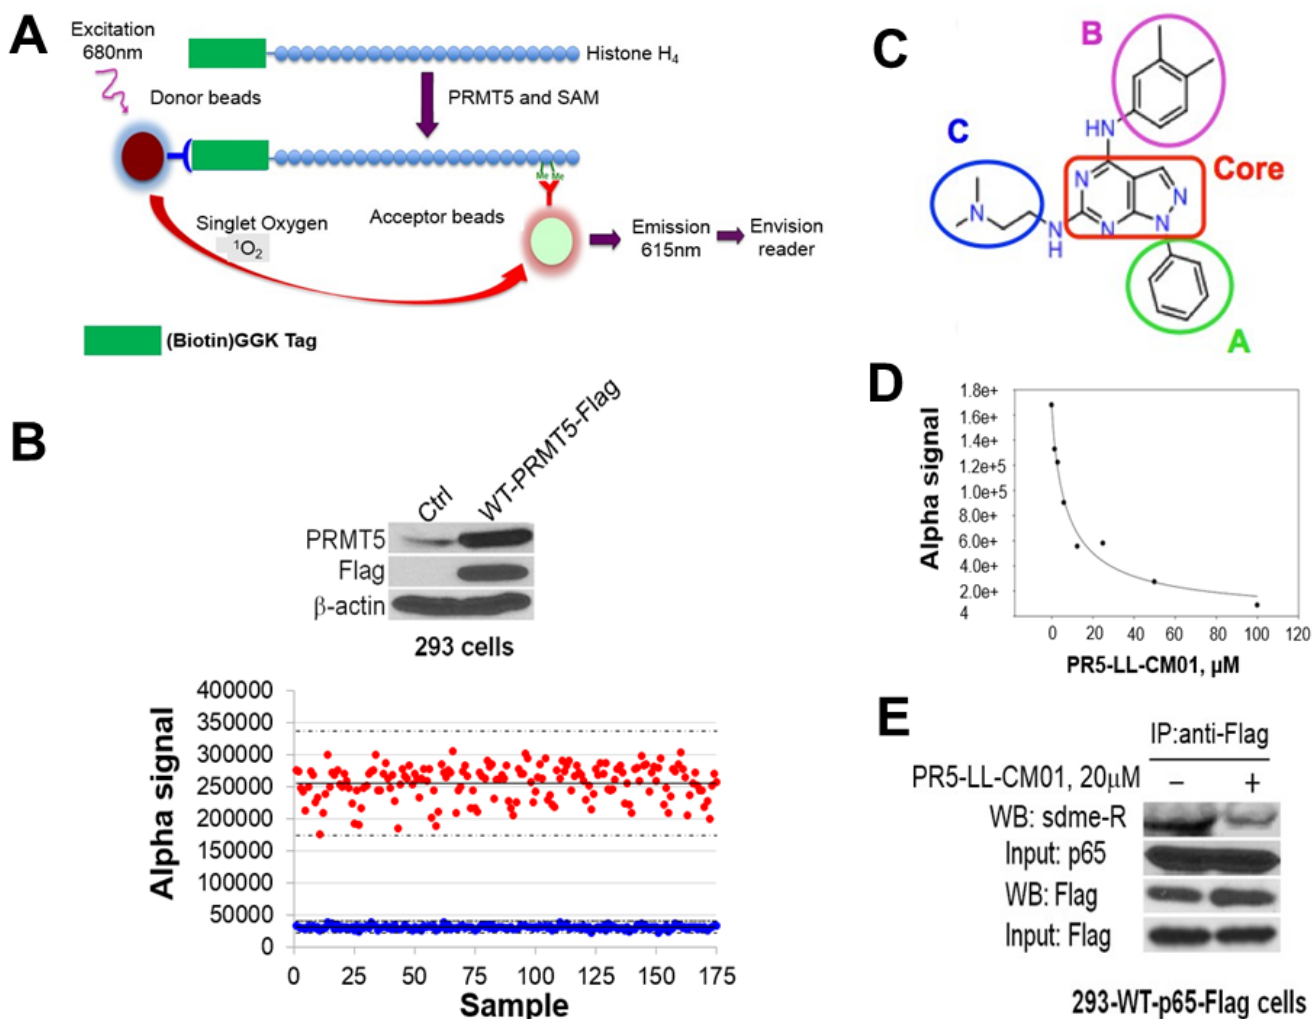 A
Excitation
680nm
Histone H4
Donor beads
PRMT5 and SAM
Me Me
Singlet Oxygen
¹O₂
Acceptor beads
Emission
615nm
Envision
reader
(Biotin)GGK Tag
B
Ctrl
WT-PRMT5-Flag
PRMT5
Flag
β-actin
293 cells
Alpha signal
400000
350000
300000
250000
200000
150000
100000
50000
0
0 25 50 75 100 125 150 175
Sample
C
B
HN
C
Core
N
N
N
N
N
N
H
A
D
Alpha signal
1.8e+
1.6e+
1.4e+
1.2e+5
1.0e+5
8.0e+
6.0e+
4.0e+
2.0e+
4
0 20 40 60 80 100 120
PR5-LL-CM01, µM
E
IP:anti-Flag
PR5-LL-CM01, 20µM − +
WB: sdme-R
Input: p65
WB: Flag
Input: Flag
293-WT-p65-Flag cells